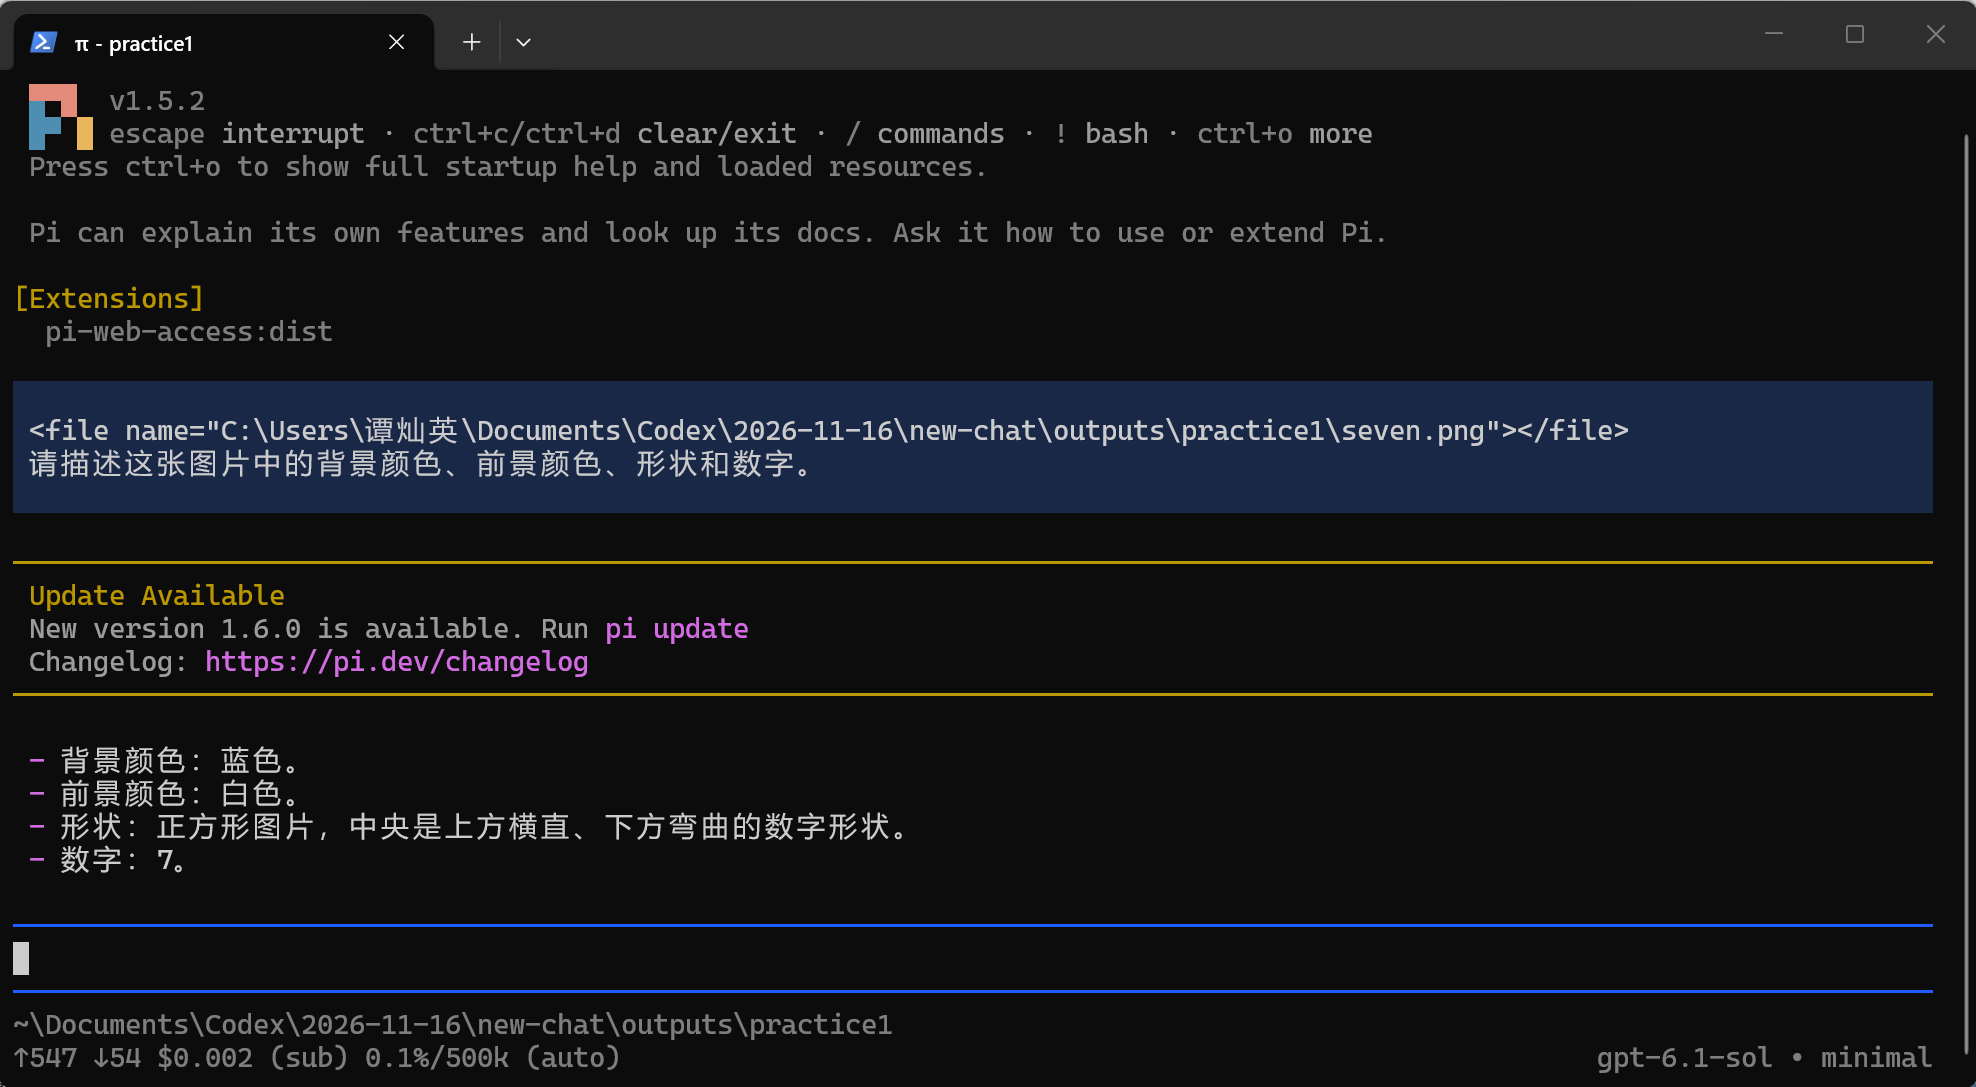 π - practice1
v1.5.2
escape interrupt · ctrl+c/ctrl+d clear/exit · / commands · ! bash · ctrl+o more
Press ctrl+o to show full startup help and loaded resources.
Pi can explain its own features and look up its docs. Ask it how to use or extend Pi.
[Extensions]
pi-web-access:dist
<file name="C:\Users\谭灿英\Documents\Codex\2026-11-16\new-chat\outputs\practice1\seven.png"></file>
请描述这张图片中的背景颜色、前景颜色、形状和数字。
Update Available
New version 1.6.0 is available. Run pi update
Changelog: https://pi.dev/changelog
- 背景颜色：蓝色。
- 前景颜色：白色。
- 形状：正方形图片，中央是上方横直、下方弯曲的数字形状。
- 数字：7。
~\Documents\Codex\2026-11-16\new-chat\outputs\practice1
↑547 ↓54 $0.002 (sub) 0.1%/500k (auto) gpt-6.1-sol • minimal